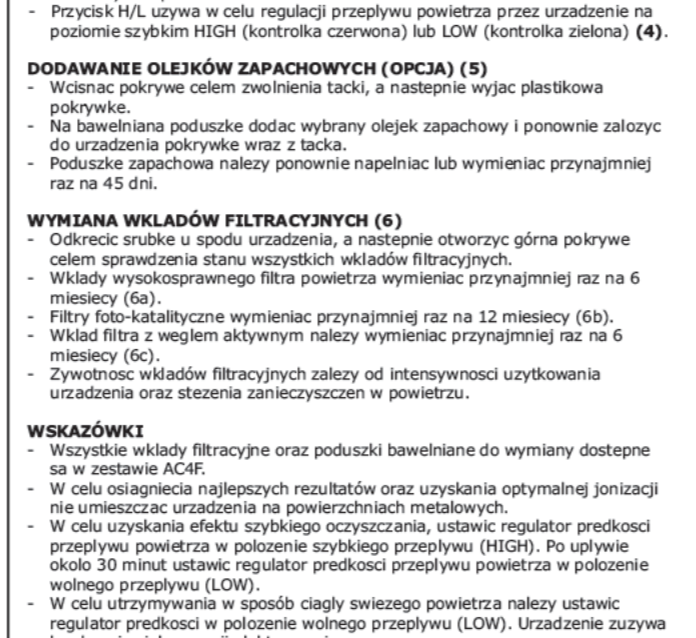 - Przycisk H/L uzywa w celu regulacji przeplywu powietrza przez urzadzenie na
poziomie szybkim HIGH (kontrolka czerwona) lub LOW (kontrolka zielona) (4).
DODAWANIE OLEJKÓW ZAPACHOWYCH (OPCJA) (5)
- Wcisnac pokrywe celem zwolnienia tacki, a nastepnie wyjac plastikowa
pokrywke.
- Na bawelniana poduszke dodac wybrany olejek zapachowy i ponownie zalozyc
do urzadzenia pokrywke wraz z tacka.
- Poduszke zapachowa nalezy ponownie napelniac lub wymieniac przynajmniej
raz na 45 dni.
WYMIANA WKLADÓW FILTRACYJNYCH (6)
- Odkrecic srubke u spodu urzadzenia, a nastepnie otworzyc górna pokrywe
celem sprawdzenia stanu wszystkich wkladów filtracyjnych.
- Wklady wysokosprawnego filtra powietrza wymieniac przynajmniej raz na 6
miesiecy (6a).
- Filtry foto-katalityczne wymieniac przynajmniej raz na 12 miesiecy (6b).
- Wklad filtra z weglem aktywnym nalezy wymieniac przynajmniej raz na 6
miesiecy (6c).
- Zywotnosc wkladów filtracyjnych zalezy od intensywnosci uzytkowania
urzadzenia oraz stezenia zanieczyszczen w powietrzu.
WSKAZÓWKI
- Wszystkie wklady filtracyjne oraz poduszki bawelniane do wymiany dostepne
sa w zestawie AC4F.
- W celu osiagniecia najlepszych rezultatów oraz uzyskania optymalnej jonizacji
nie umieszczac urzadzenia na powierzchniach metalowych.
- W celu uzyskania efektu szybkiego oczyszczania, ustawic regulator predkosci
przeplywu powietrza w polozenie szybkiego przeplywu (HIGH). Po uplywie
okolo 30 minut ustawic regulator predkosci przeplywu powietrza w polozenie
wolnego przeplywu (LOW).
- W celu utrzymywania w sposób ciagly swiezego powietrza nalezy ustawic
regulator predkosci w polozenie wolnego przeplywu (LOW). Urzadzenie zuzywa